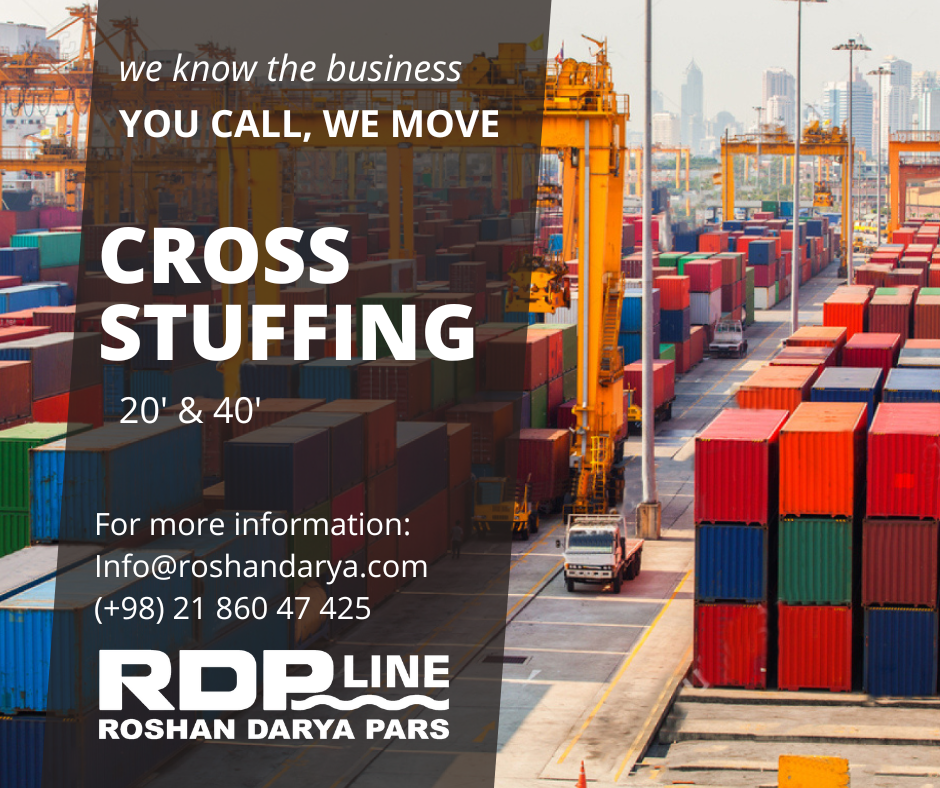 we know the business
YOU CALL, WE MOVE
CROSS
STUFFING
20' & 40'
For more information:
Info@roshandarya.com
(+98) 21 860 47 425
RDP LINE
ROSHAN DARYA PARS